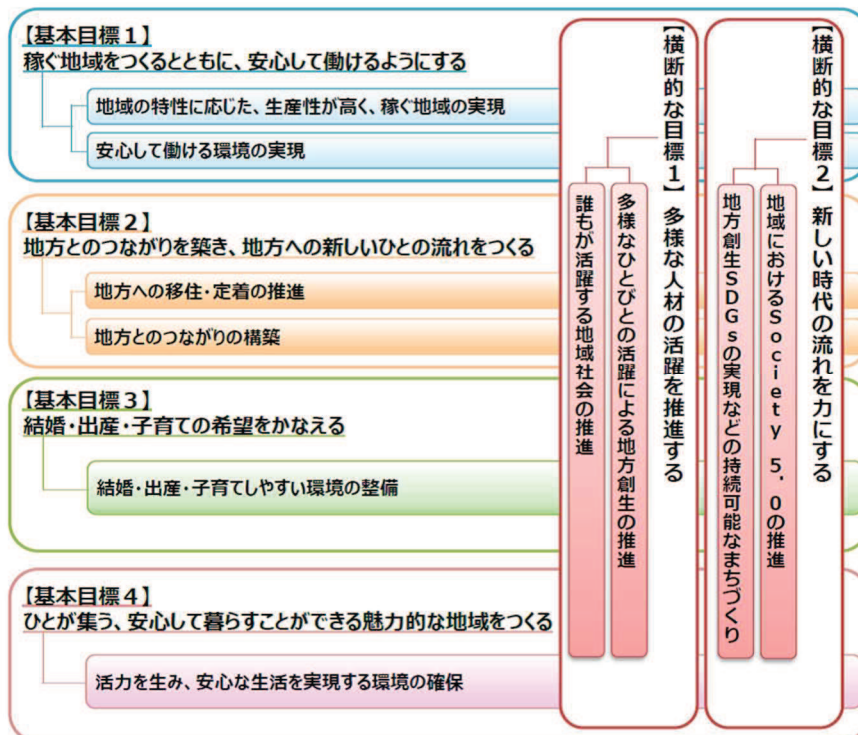 【基本目標１】
稼ぐ地域をつくるとともに、安心して働けるようにする
地域の特性に応じた、生産性が高く、稼ぐ地域の実現
安心して働ける環境の実現
【基本目標２】
地方とのつながりを築き、地方への新しいひとの流れをつくる
地方への移住・定着の推進
地方とのつながりの構築
【基本目標３】
結婚・出産・子育ての希望をかなえる
結婚・出産・子育てしやすい環境の整備
【基本目標４】
ひとが集う、安心して暮らすことができる魅力的な地域をつくる
活力を生み、安心な生活を実現する環境の確保
【横断的な目標１】多様な人材の活躍を推進する
多様なひとびとの活躍による地方創生の推進
誰もが活躍する地域社会の推進
【横断的な目標２】新しい時代の流れを力にする
地域におけるSociety 5.0の推進
地方創生SDGsの実現などの持続可能なまちづくり